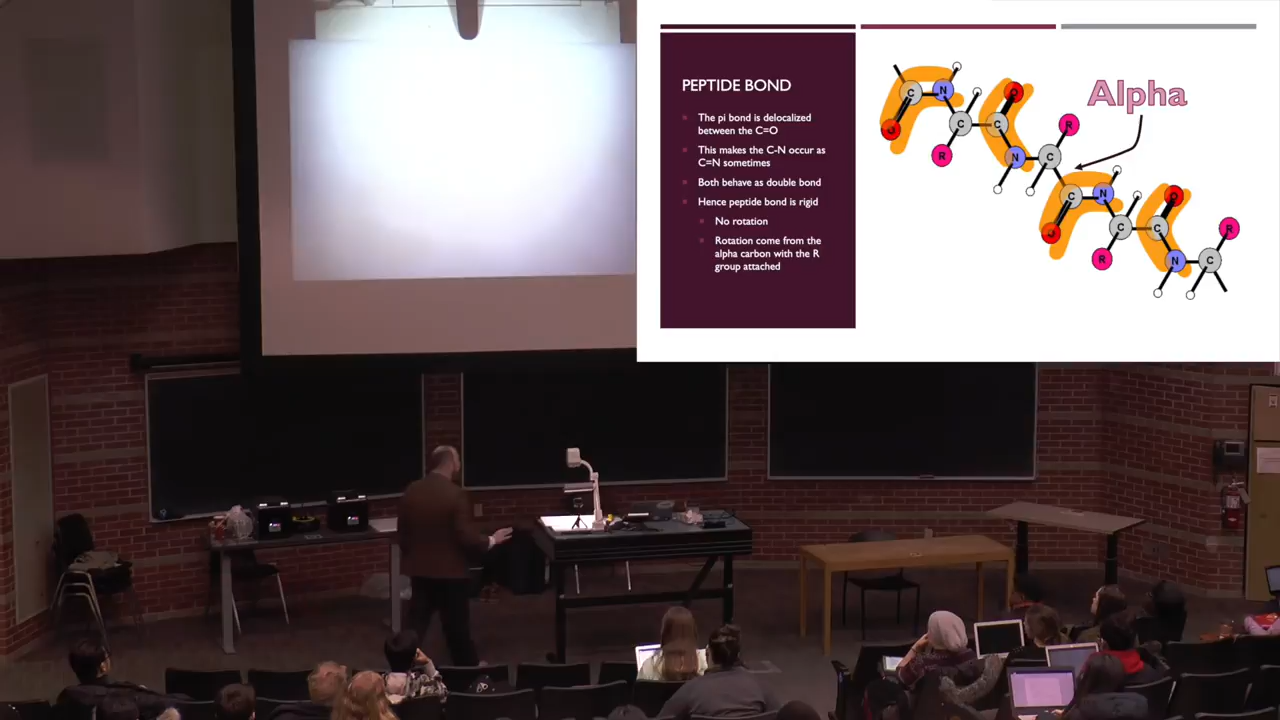 PEPTIDE BOND
The pi bond is delocalized
between the C=O
This makes the C-N occur as
C=N sometimes
Both behave as double bond
Hence peptide bond is rigid
No rotation
Rotation come from the
alpha carbon with the R
group attached
Alpha
C N O
O
C C
R R
N C
C N O
O
C C
R R
N C